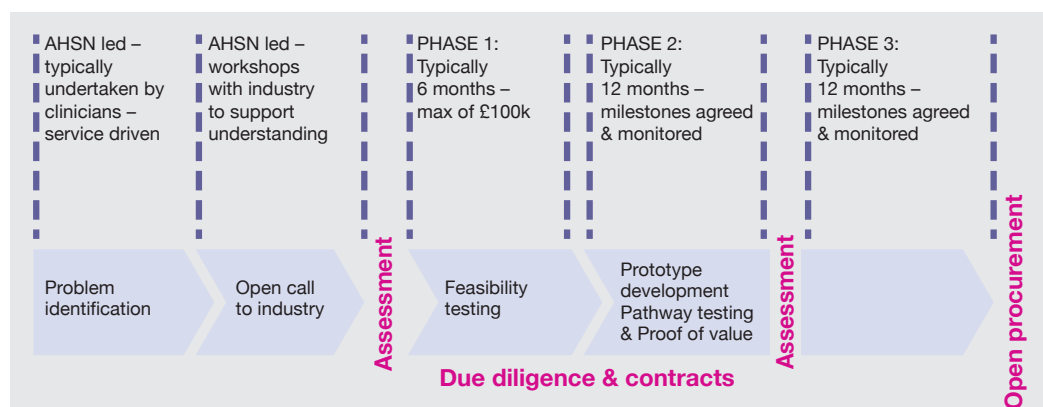 AHSN led –
typically
undertaken by
clinicians –
service driven
AHSN led –
workshops
with industry
to support
understanding
PHASE 1:
Typically
6 months –
max of £100k
PHASE 2:
Typically
12 months –
milestones agreed
& monitored
PHASE 3:
Typically
12 months –
milestones agreed
& monitored
Problem
identification
Open call
to industry
Assessment
Feasibility
testing
Prototype
development
Pathway testing
& Proof of value
Assessment
Open procurement
Due diligence & contracts